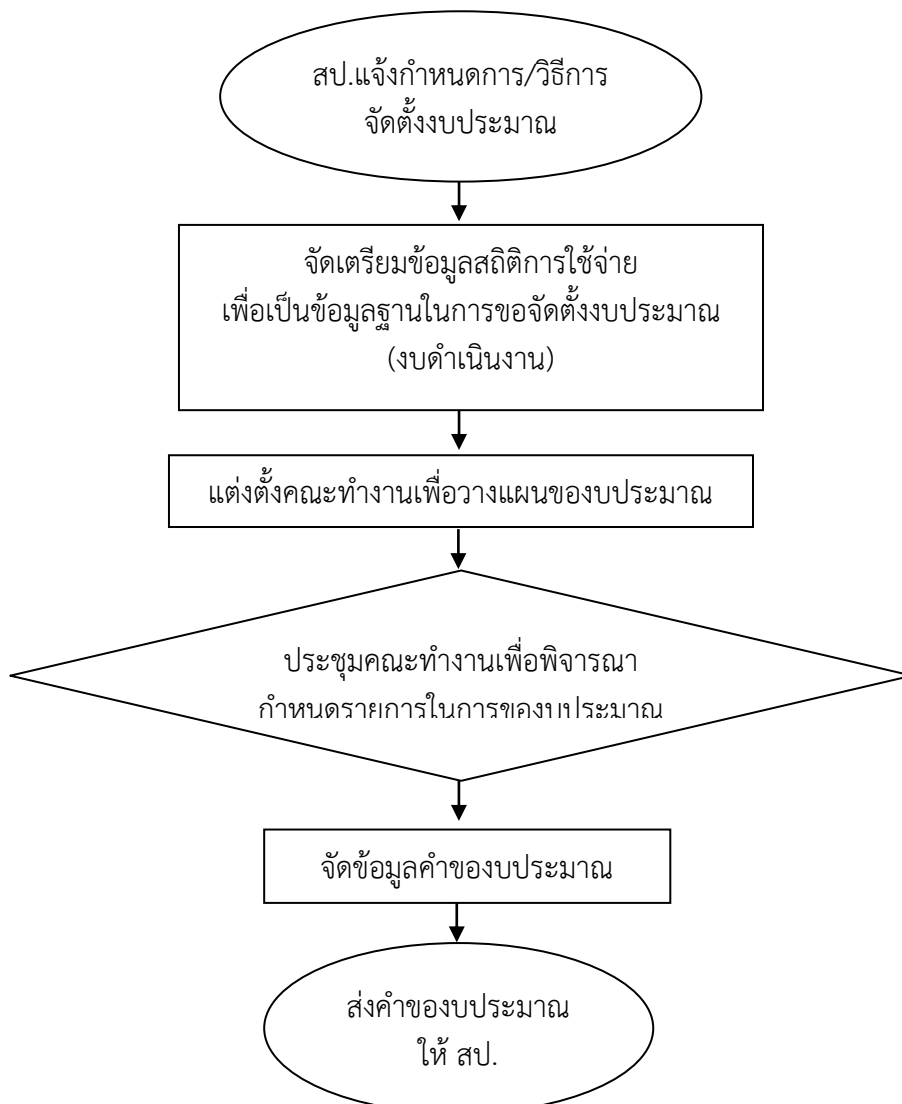 สป.แจ้งกำหนดการ/วิธีการ
จัดตั้งงบประมาณ
จัดเตรียมข้อมูลสถิติการใช้จ่าย
เพื่อเป็นข้อมูลฐานในการขอจัดตั้งงบประมาณ
(งบดำเนินงาน)
แต่งตั้งคณะทำงานเพื่อวางแผนของบประมาณ
ประชุมคณะทำงานเพื่อพิจารณา
กำหนดรายการในการของบประมาณ
จัดข้อมูลคำของบประมาณ
ส่งคำของบประมาณ
ให้ สป.